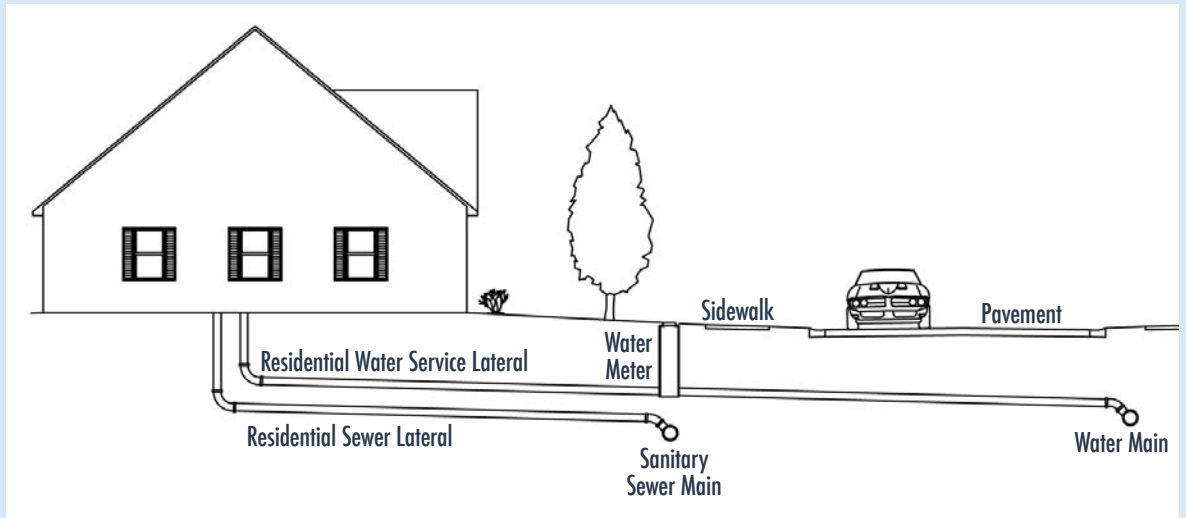 Sidewalk
Pavement
Water
Meter
Residential Water Service Lateral
Residential Sewer Lateral
Sanitary
Sewer Main
Water Main